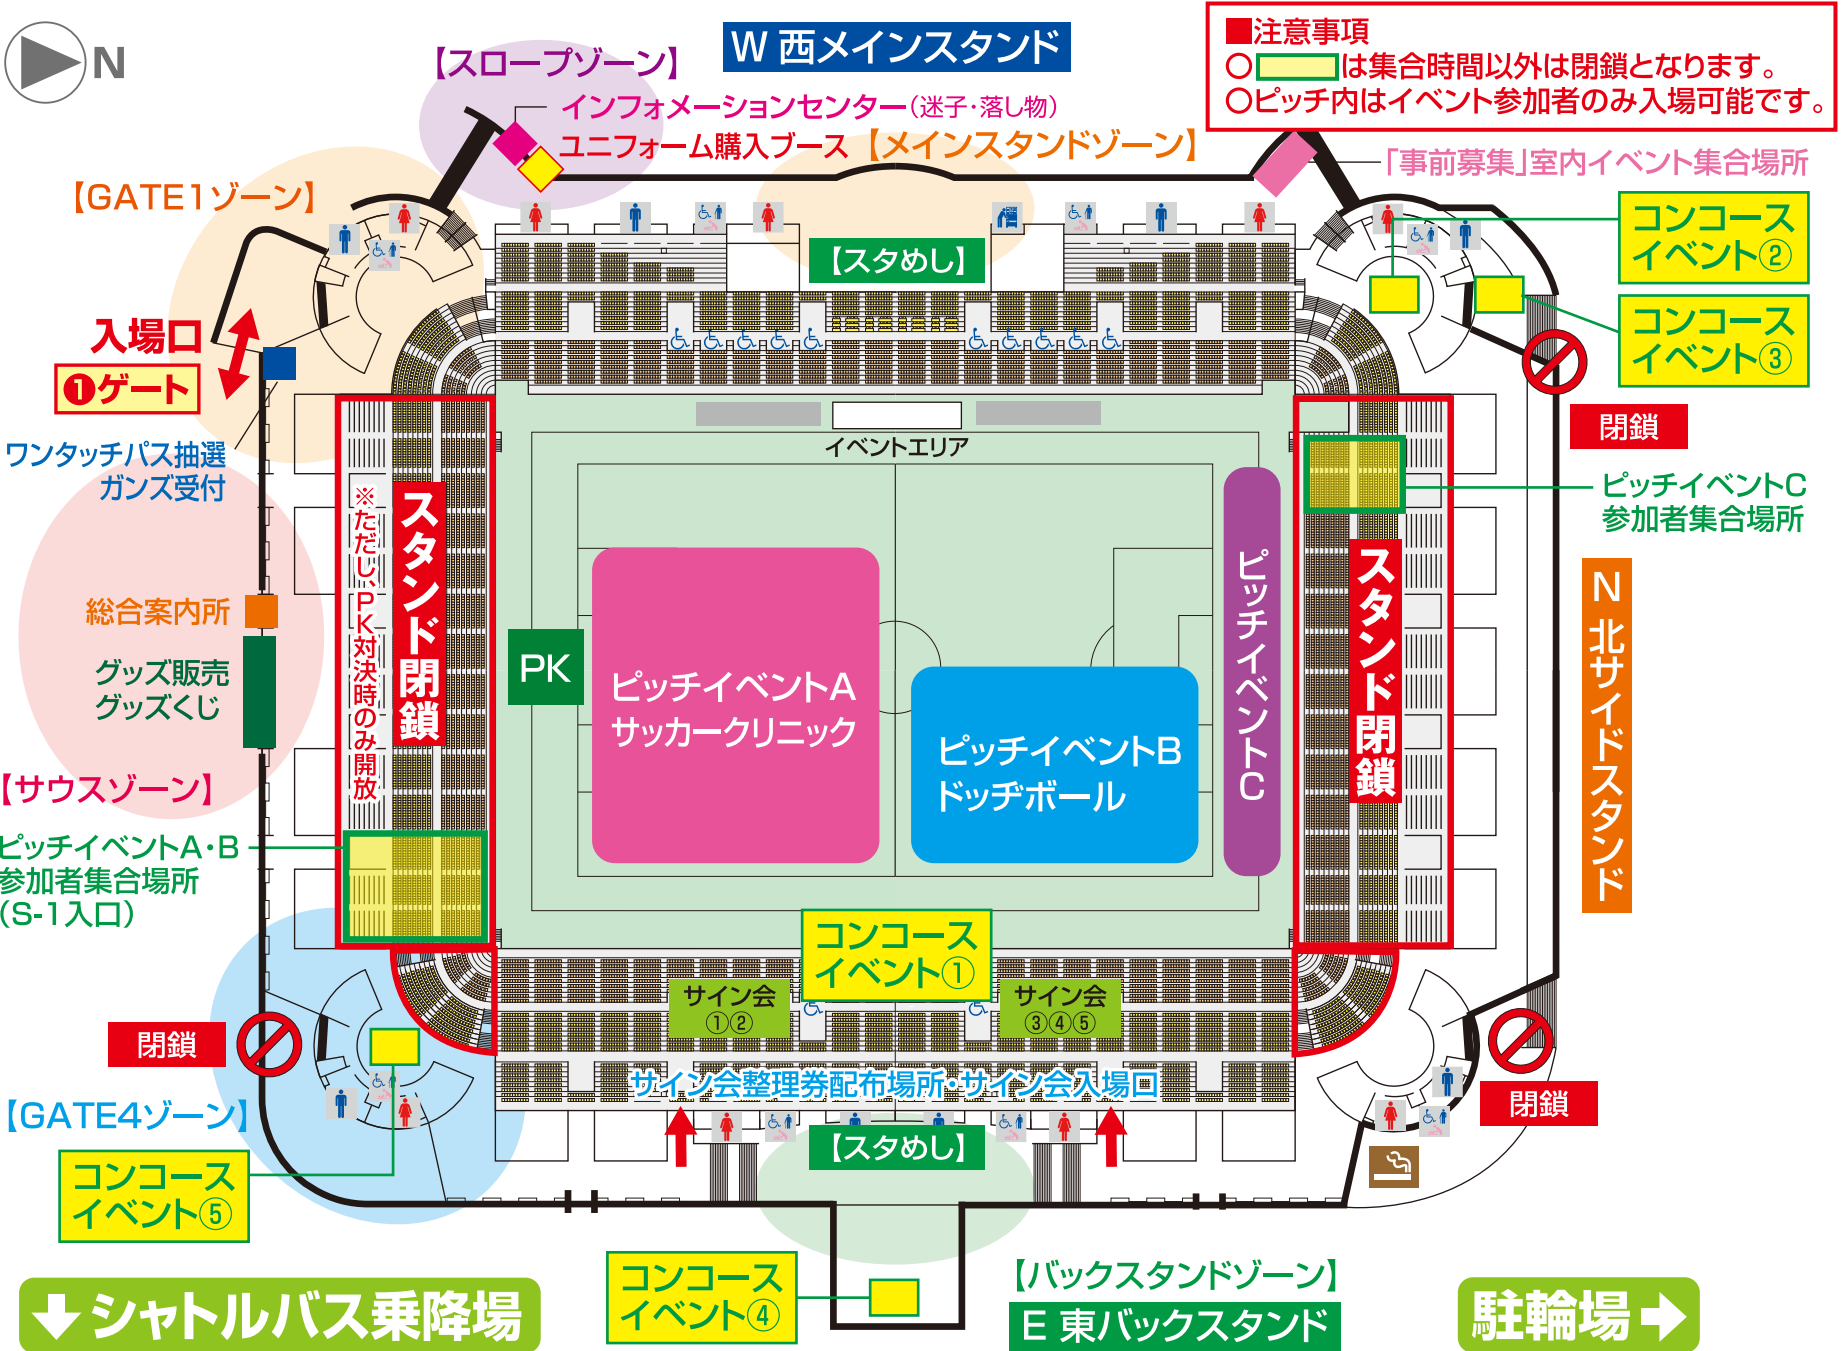 N
W 西メインスタンド
■注意事項
○は集合時間以外は閉鎖となります。
○ピッチ内はイベント参加者のみ入場可能です。
【スロープゾーン】
インフォメーションセンター(迷子・落し物)
ユニフォーム購入ブース
【メインスタンドゾーン】
「事前募集」室内イベント集合場所
【GATE1ゾーン】
コンコース
イベント②
【スタめし】
コンコース
イベント③
入場口
❶ゲート
閉鎖
イベントエリア
ワンタッチパス抽選
ガンズ受付
ピッチイベントC
参加者集合場所
スタンド閉鎖
※ただし、PK対決時のみ開放
スタンド閉鎖
ピッチイベントC
N 北サイドスタンド
総合案内所
グッズ販売
グッズくじ
PK
ピッチイベントA
サッカークリニック
ピッチイベントB
ドッヂボール
【サウスゾーン】
ピッチイベントA・B
参加者集合場所
(S-1入口)
コンコース
イベント①
サイン会
①②
サイン会
③④⑤
閉鎖
サイン会整理券配布場所・サイン会入場口
閉鎖
【GATE4ゾーン】
【スタめし】
コンコース
イベント⑤
コンコース
イベント④
【バックスタンドゾーン】
E 東バックスタンド
シャトルバス乗降場
駐輪場